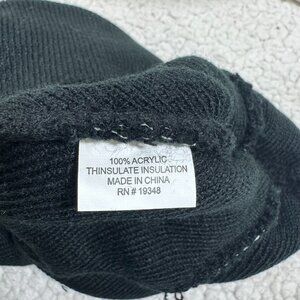 100% ACRYLIC
THINSULATE INSULATION
MADE IN CHINA
RN # 19348